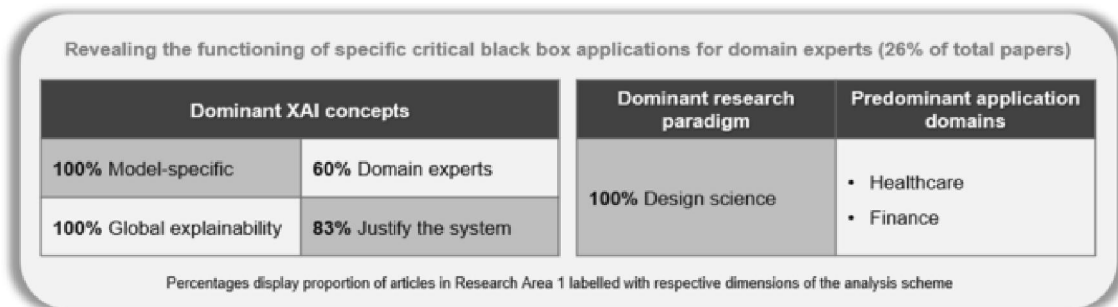 Revealing the functioning of specific critical black box applications for domain experts (26% of total papers)
Dominant XAI concepts
100% Model-specific
60% Domain experts
100% Global explainability
83% Justify the system
Dominant research
paradigm
100% Design science
Predominant application
domains
• Healthcare
• Finance
Percentages display proportion of articles in Research Area 1 labelled with respective dimensions of the analysis scheme